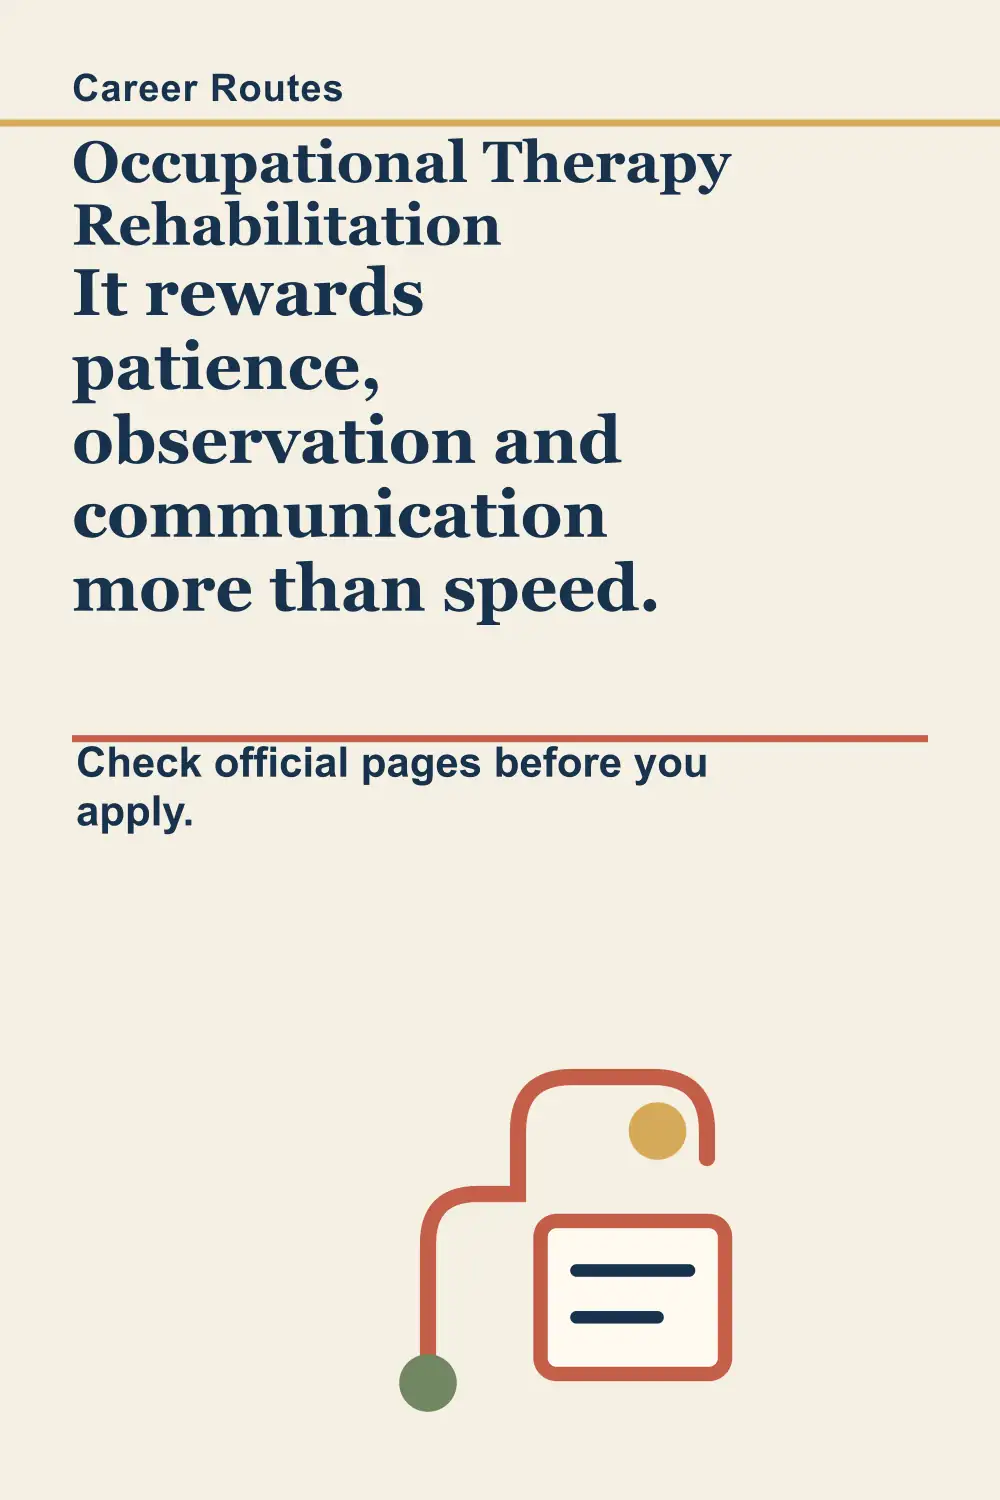 Career Routes
Occupational Therapy
Rehabilitation
It rewards
patience,
observation and
communication
more than speed.
Check official pages before you
apply.